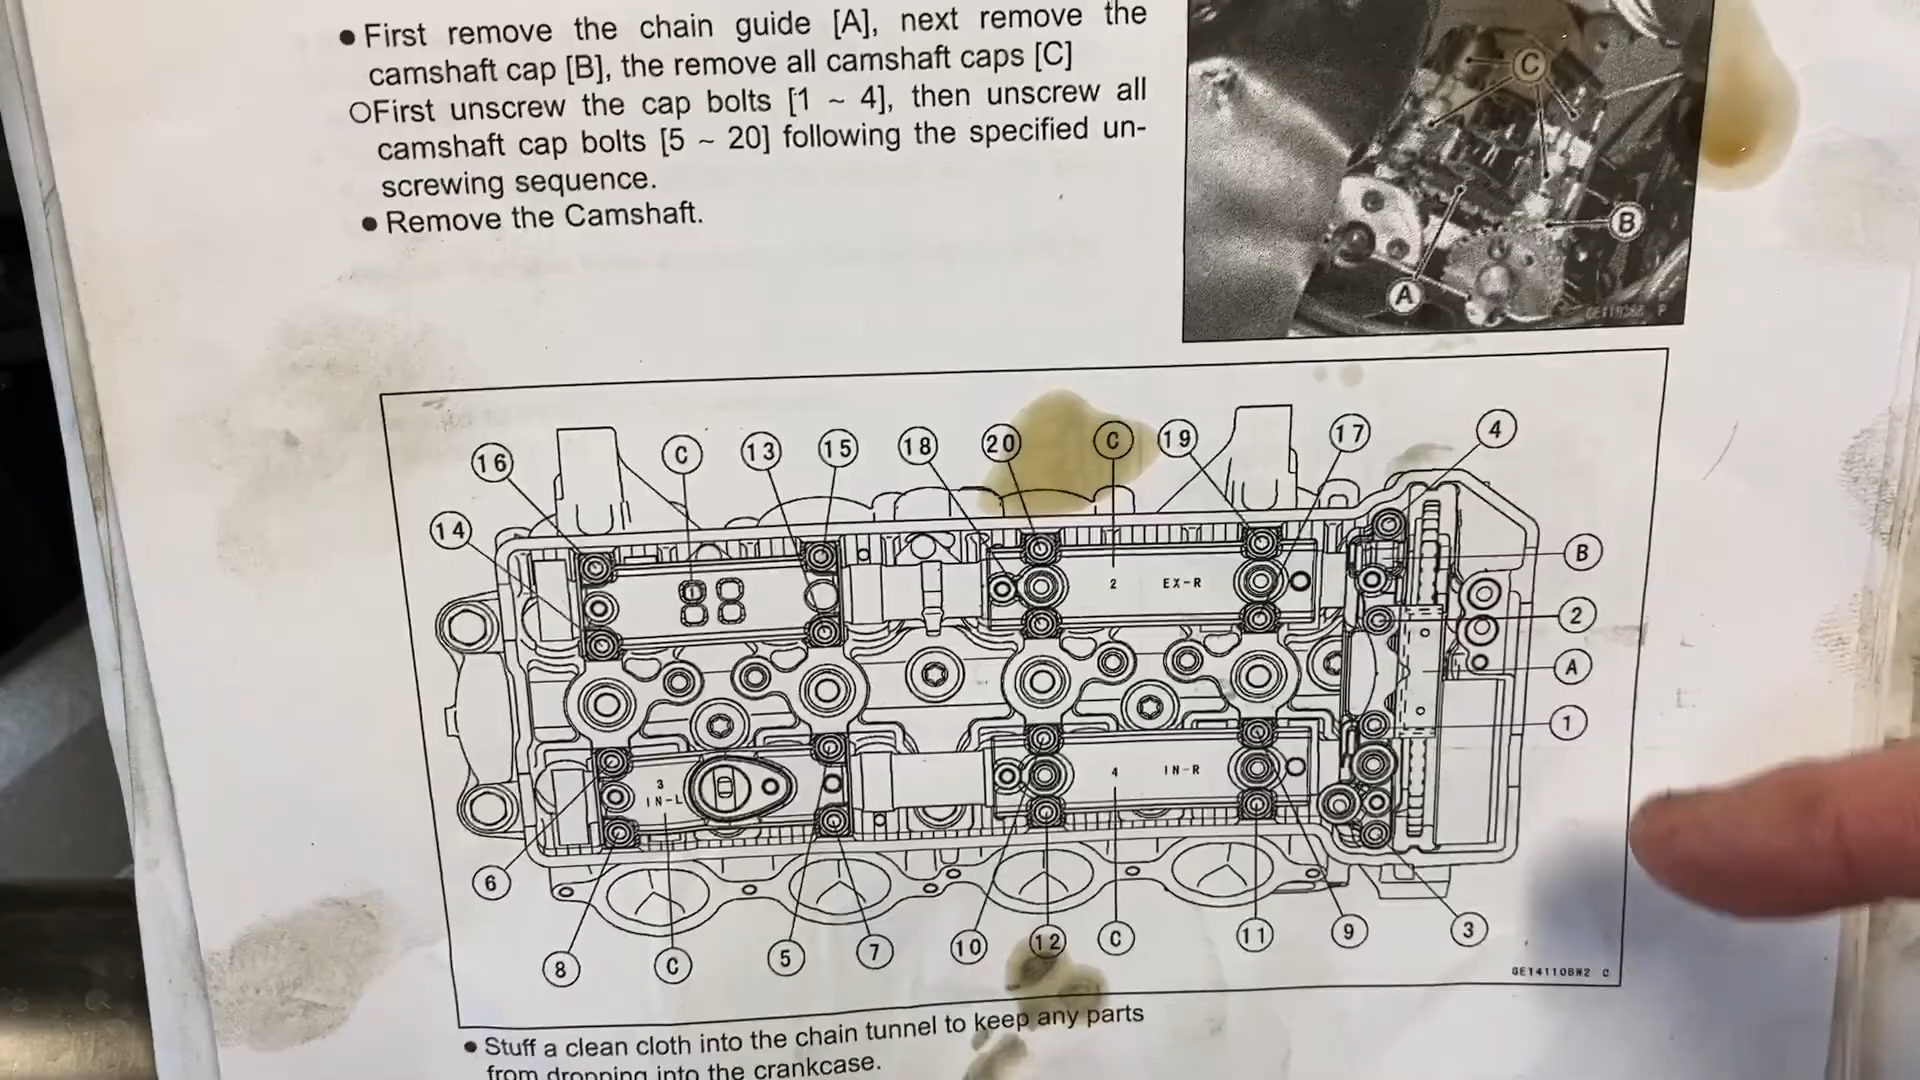 ● First remove the chain guide [A], next remove the
camshaft cap [B], the remove all camshaft caps [C]
○First unscrew the cap bolts [1 ~ 4], then unscrew all
camshaft cap bolts [5 ~ 20] following the specified un-
screwing sequence.
● Remove the Camshaft.
C
B
A
4
16
C
13
15
18
20
C
19
17
14
B
2 EX-R
2
A
1
3
IN-L
4 IN-R
6
8
C
5
7
10
12
C
11
9
3
GE14110BW2 C
● Stuff a clean cloth into the chain tunnel to keep any parts
from dropping into the crankcase.